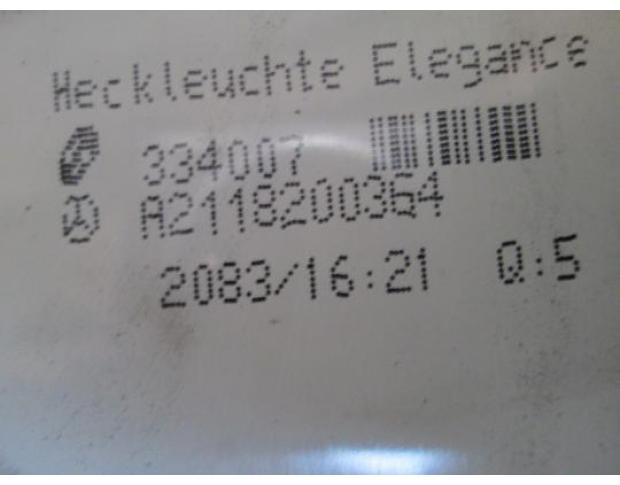 Heckleuchte Elegance
334007
A2118200364
2083/16:21 Q:5